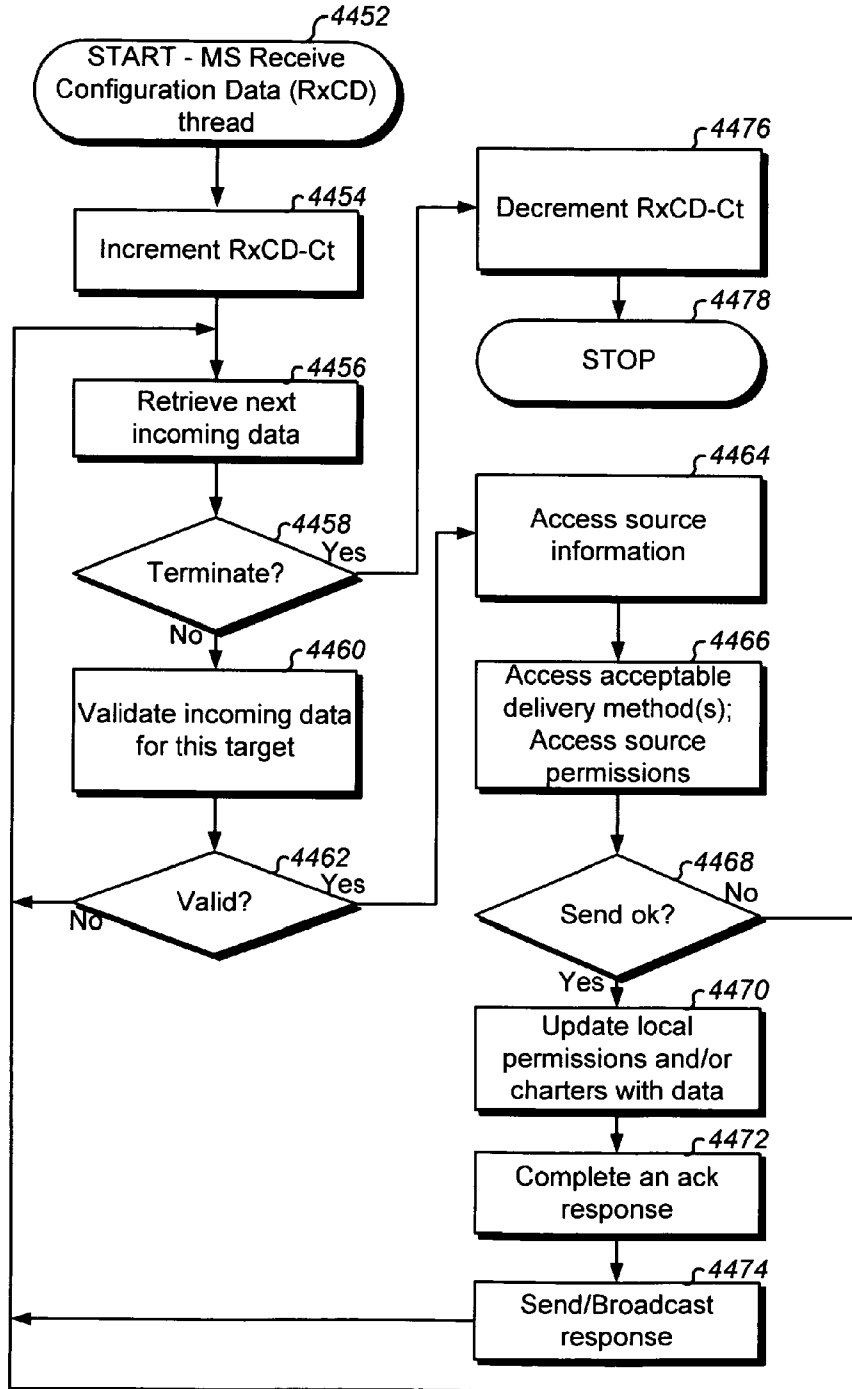 4452
START - MS Receive
Configuration Data (RxCD)
thread
4454
Increment RxCD-Ct
4456
Retrieve next
incoming data
4458
Terminate?
Yes
No
4460
Validate incoming data
for this target
4462
Valid?
Yes
No
4476
Decrement RxCD-Ct
4478
STOP
4464
Access source
information
4466
Access acceptable
delivery method(s);
Access source
permissions
4468
Send ok?
No
Yes
4470
Update local
permissions and/or
charters with data
4472
Complete an ack
response
4474
Send/Broadcast
response